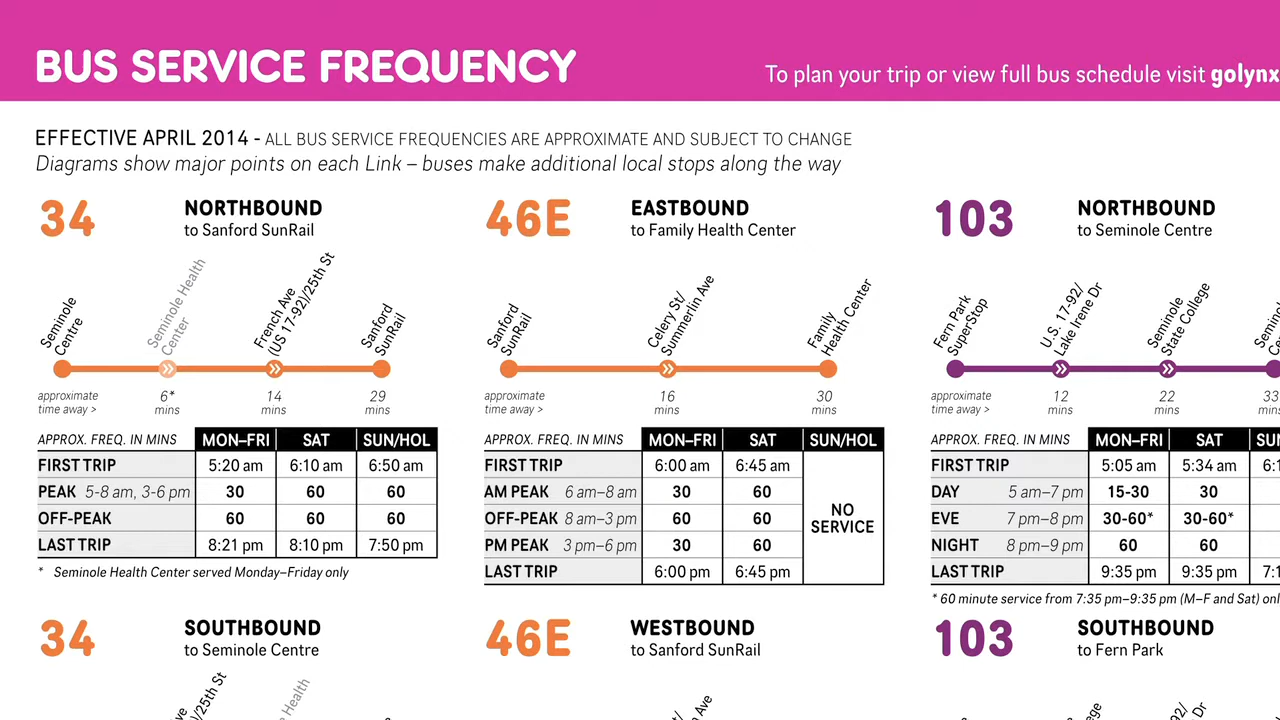 BUS SERVICE FREQUENCY
To plan your trip or view full bus schedule visit golynx
EFFECTIVE APRIL 2014 - ALL BUS SERVICE FREQUENCIES ARE APPROXIMATE AND SUBJECT TO CHANGE
Diagrams show major points on each Link – buses make additional local stops along the way
34 NORTHBOUND
to Sanford SunRail
Seminole
Centre
Seminole Health
Center
French Ave
(US 17-92)/25th St
Sanford
SunRail
approximate
time away >
6*
mins
14
mins
29
mins
APPROX. FREQ. IN MINS MON–FRI SAT SUN/HOL
FIRST TRIP 5:20 am 6:10 am 6:50 am
PEAK 5-8 am, 3-6 pm 30 60 60
OFF-PEAK 60 60 60
LAST TRIP 8:21 pm 8:10 pm 7:50 pm
* Seminole Health Center served Monday–Friday only
46E EASTBOUND
to Family Health Center
Sanford
SunRail
Celery St/
Summerlin Ave
Family
Health Center
approximate
time away >
16
mins
30
mins
APPROX. FREQ. IN MINS MON–FRI SAT SUN/HOL
FIRST TRIP 6:00 am 6:45 am
AM PEAK 6 am–8 am 30 60
OFF-PEAK 8 am–3 pm 60 60
PM PEAK 3 pm–6 pm 30 60
LAST TRIP 6:00 pm 6:45 pm
NO
SERVICE
103 NORTHBOUND
to Seminole Centre
Fern Park
SuperStop
U.S. 17-92/
Lake Irene Dr
Seminole
State College
Semin
Ce
approximate
time away >
12
mins
22
mins
33
mins
APPROX. FREQ. IN MINS MON–FRI SAT SUN
FIRST TRIP 5:05 am 5:34 am 6:1
DAY 5 am–7 pm 15-30 30
EVE 7 pm–8 pm 30-60* 30-60*
NIGHT 8 pm–9 pm 60 60
LAST TRIP 9:35 pm 9:35 pm 7:1
* 60 minute service from 7:35 pm–9:35 pm (M–F and Sat) onl
34 SOUTHBOUND
to Seminole Centre
/25th St
Health
46E WESTBOUND
to Sanford SunRail
Ave
103 SOUTHBOUND
to Fern Park
Dr